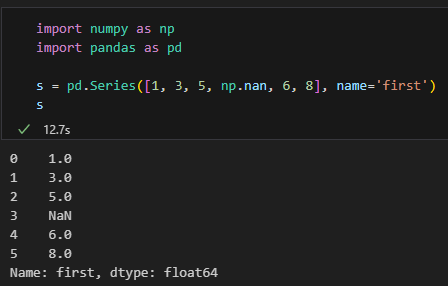 import numpy as np
import pandas as pd
s = pd.Series([1, 3, 5, np.nan, 6, 8], name='first')
s
12.7s
0    1.0
1    3.0
2    5.0
3    NaN
4    6.0
5    8.0
Name: first, dtype: float64